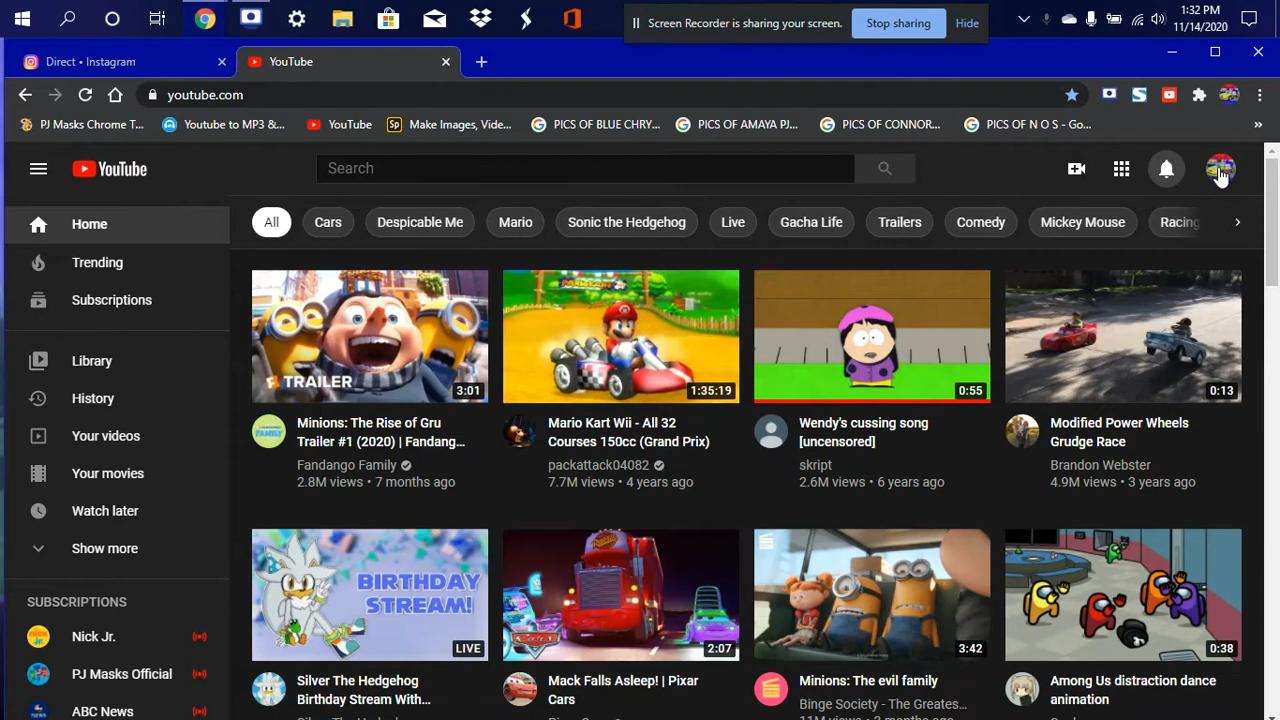 Screen Recorder is sharing your screen. Stop sharing Hide
1:32 PM
11/14/2020
Direct • Instagram
YouTube
youtube.com
PJ Masks Chrome T...
Youtube to MP3 &...
YouTube
Make Images, Vide...
PICS OF BLUE CHRY...
PICS OF AMAYA PJ...
PICS OF CONNOR...
PICS OF N O S - Go...
»
YouTube
Search
All
Cars
Despicable Me
Mario
Sonic the Hedgehog
Live
Gacha Life
Trailers
Comedy
Mickey Mouse
Racing
Home
Trending
Subscriptions
Library
History
Your videos
Your movies
Watch later
Show more
SUBSCRIPTIONS
Nick Jr.
PJ Masks Official
ABC News
TRAILER
3:01
Minions: The Rise of Gru
Trailer #1 (2020) | Fandang...
Fandango Family
2.8M views • 7 months ago
1:35:19
Mario Kart Wii - All 32
Courses 150cc (Grand Prix)
packattack04082
7.7M views • 4 years ago
0:55
Wendy's cussing song
[uncensored]
skript
2.6M views • 6 years ago
0:13
Modified Power Wheels
Grudge Race
Brandon Webster
4.9M views • 3 years ago
BIRTHDAY
STREAM!
LIVE
Silver The Hedgehog
Birthday Stream With...
Cars
2:07
Mack Falls Asleep! | Pixar
Cars
3:42
Minions: The evil family
Binge Society - The Greates...
0:38
Among Us distraction dance
animation